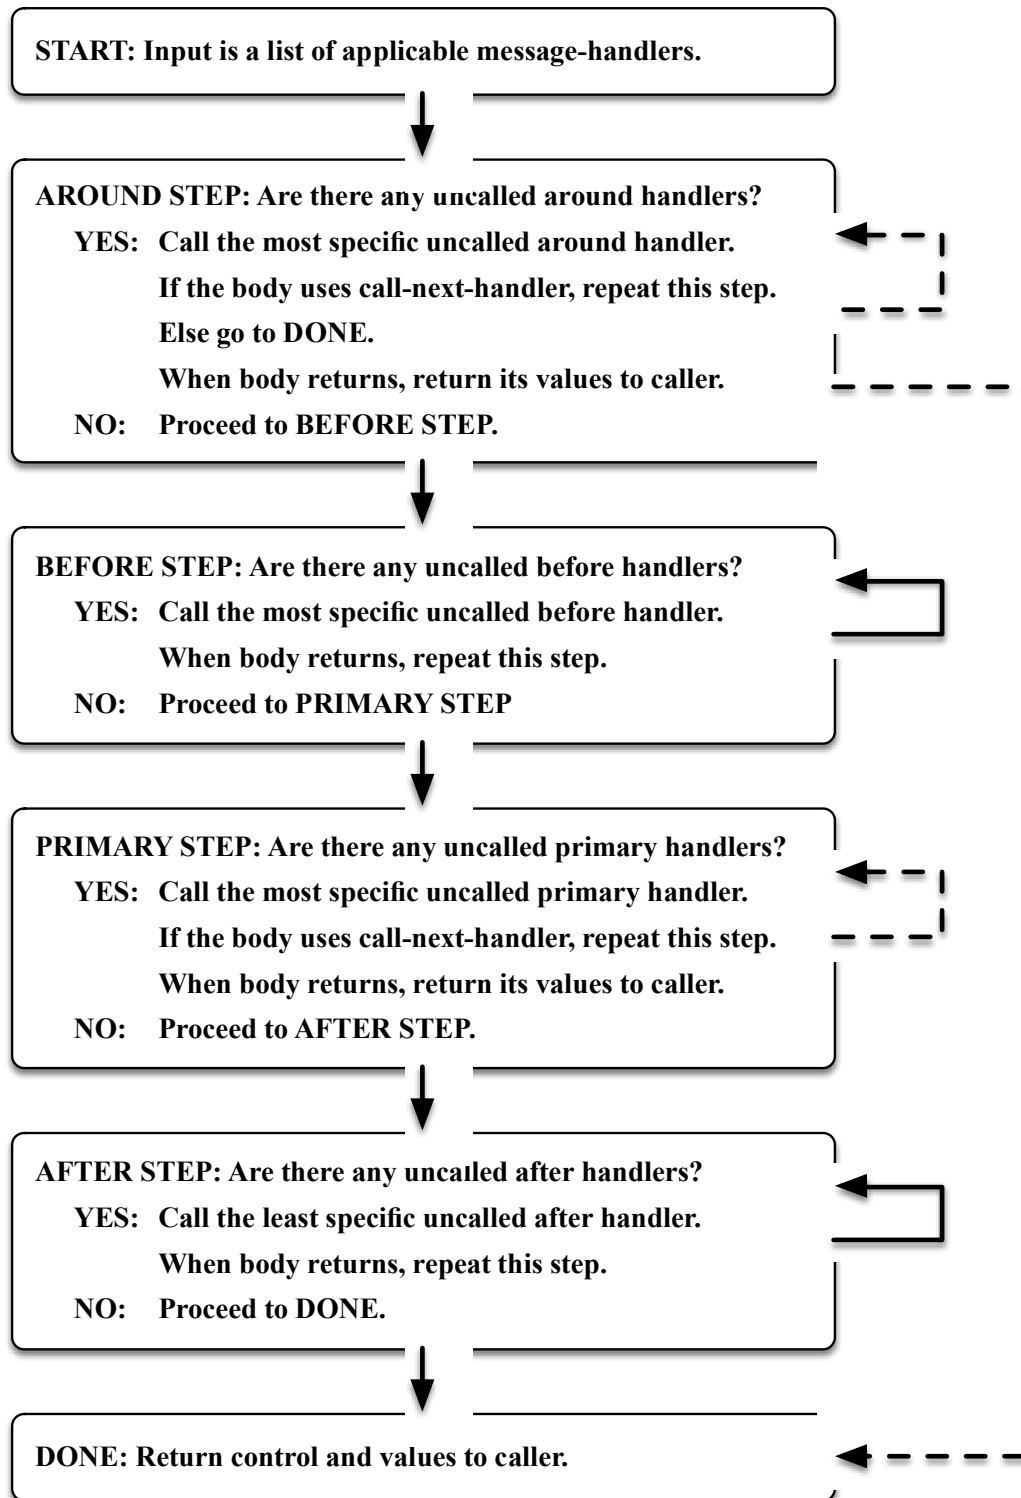 START: Input is a list of applicable message-handlers.
AROUND STEP: Are there any uncalled around handlers?
YES: Call the most specific uncalled around handler.
If the body uses call-next-handler, repeat this step.
Else go to DONE.
When body returns, return its values to caller.
NO: Proceed to BEFORE STEP.
BEFORE STEP: Are there any uncalled before handlers?
YES: Call the most specific uncalled before handler.
When body returns, repeat this step.
NO: Proceed to PRIMARY STEP
PRIMARY STEP: Are there any uncalled primary handlers?
YES: Call the most specific uncalled primary handler.
If the body uses call-next-handler, repeat this step.
When body returns, return its values to caller.
NO: Proceed to AFTER STEP.
AFTER STEP: Are there any uncalled after handlers?
YES: Call the least specific uncalled after handler.
When body returns, repeat this step.
NO: Proceed to DONE.
DONE: Return control and values to caller.